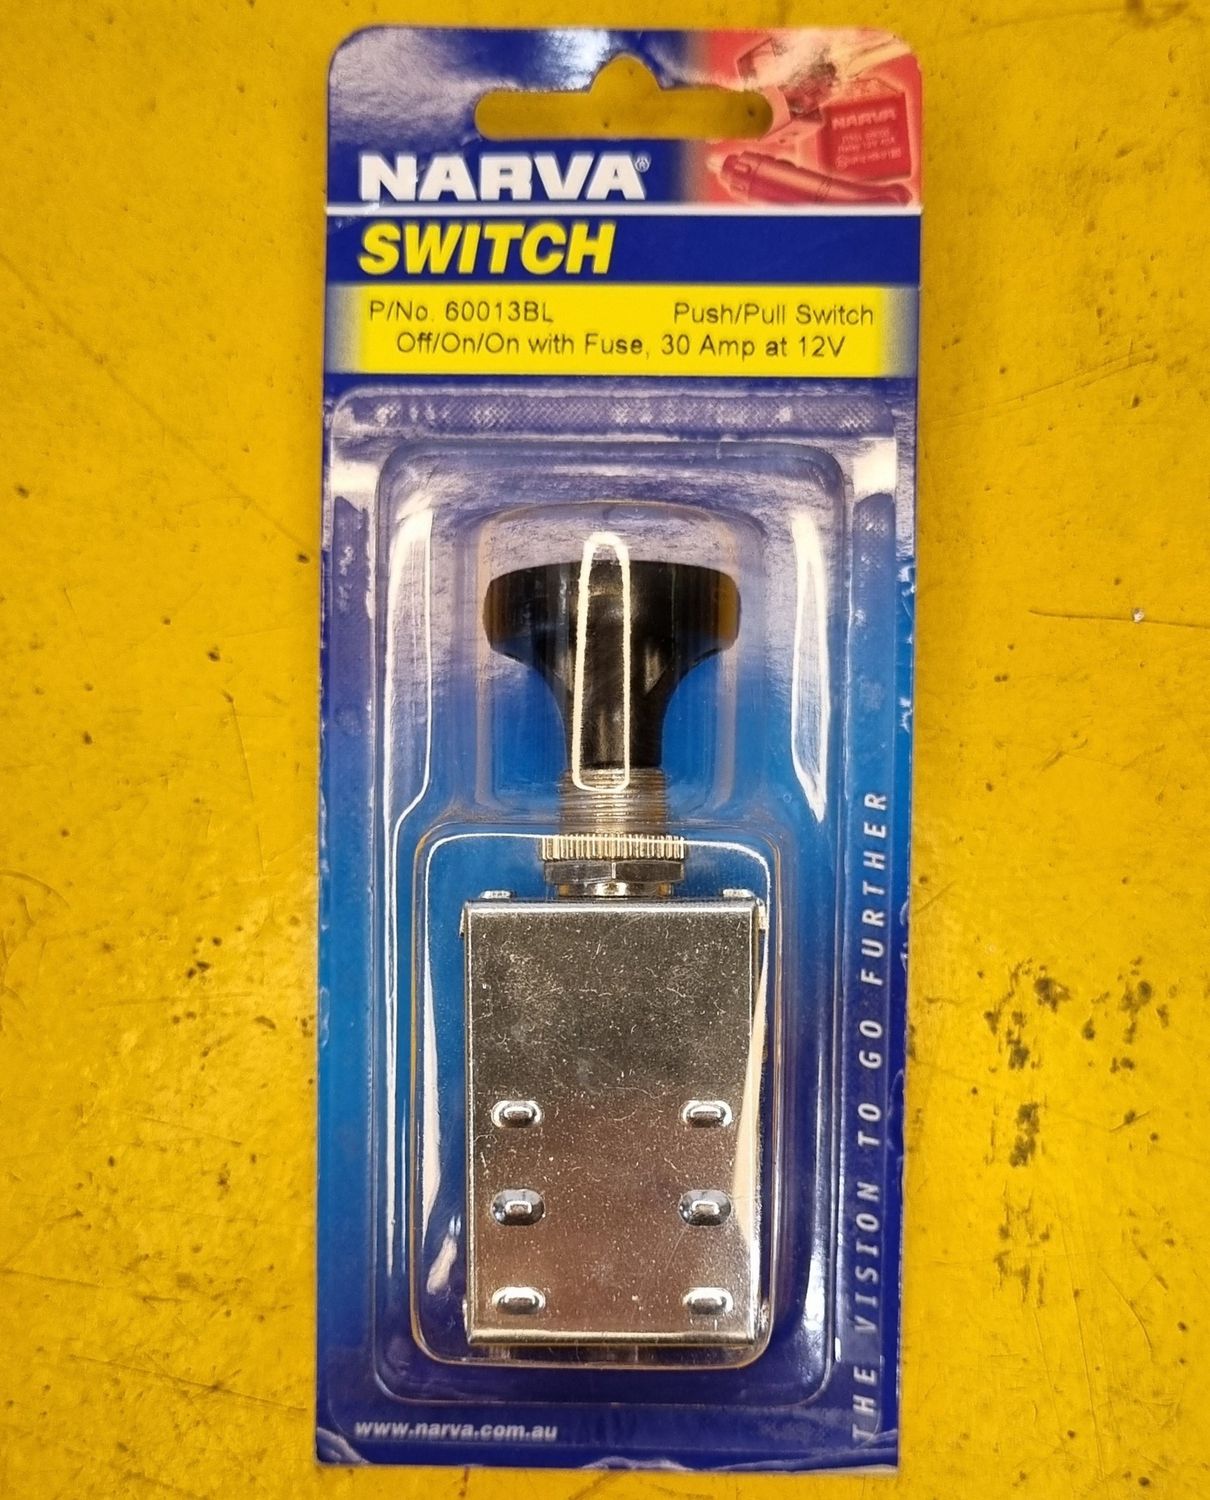 NARVA
NARVA®
SWITCH
P/No. 60013BL Push/Pull Switch
Off/On/On with Fuse, 30 Amp at 12V
THE VISION TO GO FURTHER
www.narva.com.au